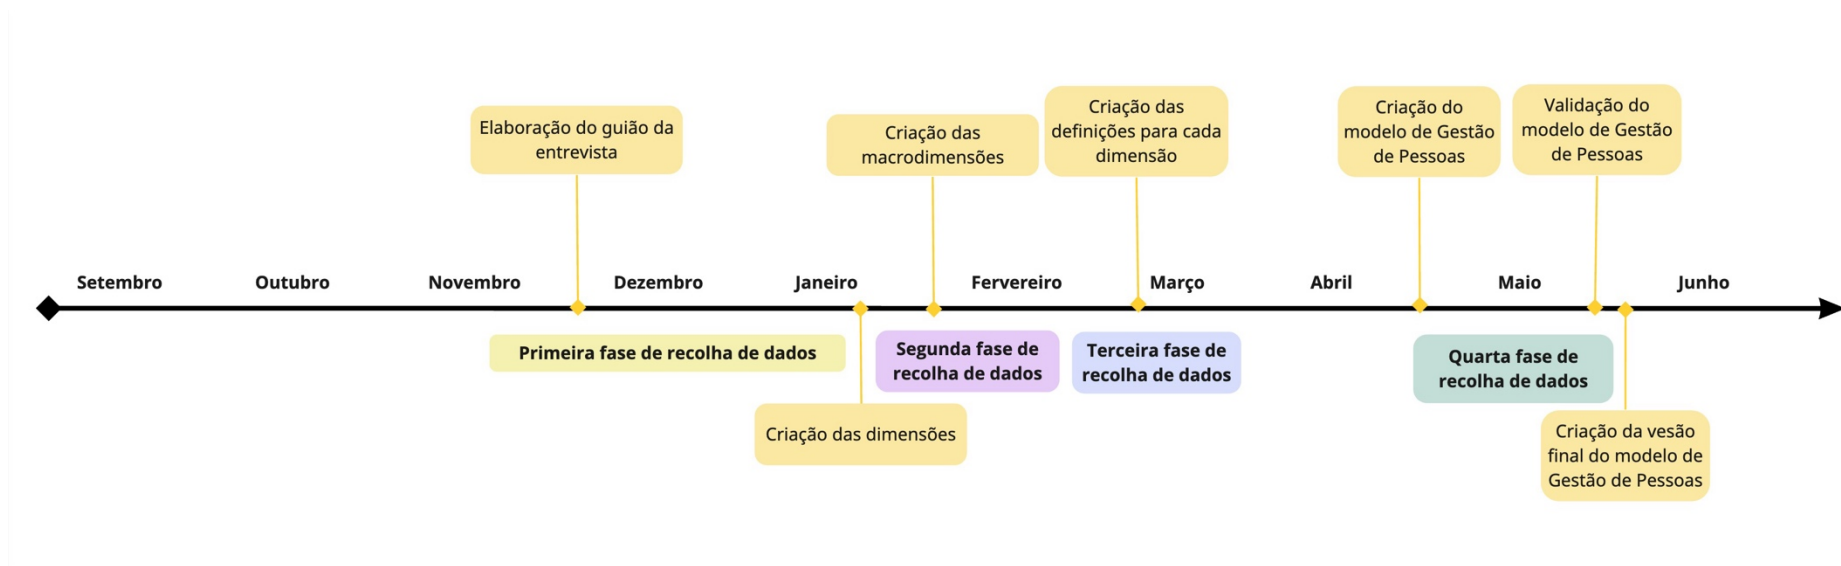 Elaboração do guião da
entrevista
Criação das
macrodimensões
Criação das
definições para cada
dimensão
Criação do
modelo de Gestão
de Pessoas
Validação do
modelo de Gestão
de Pessoas
Setembro
Outubro
Novembro
Dezembro
Janeiro
Fervereiro
Março
Abril
Maio
Junho
Primeira fase de recolha de dados
Segunda fase de
recolha de dados
Terceira fase de
recolha de dados
Quarta fase de
recolha de dados
Criação das dimensões
Criação da vesão
final do modelo de
Gestão de Pessoas